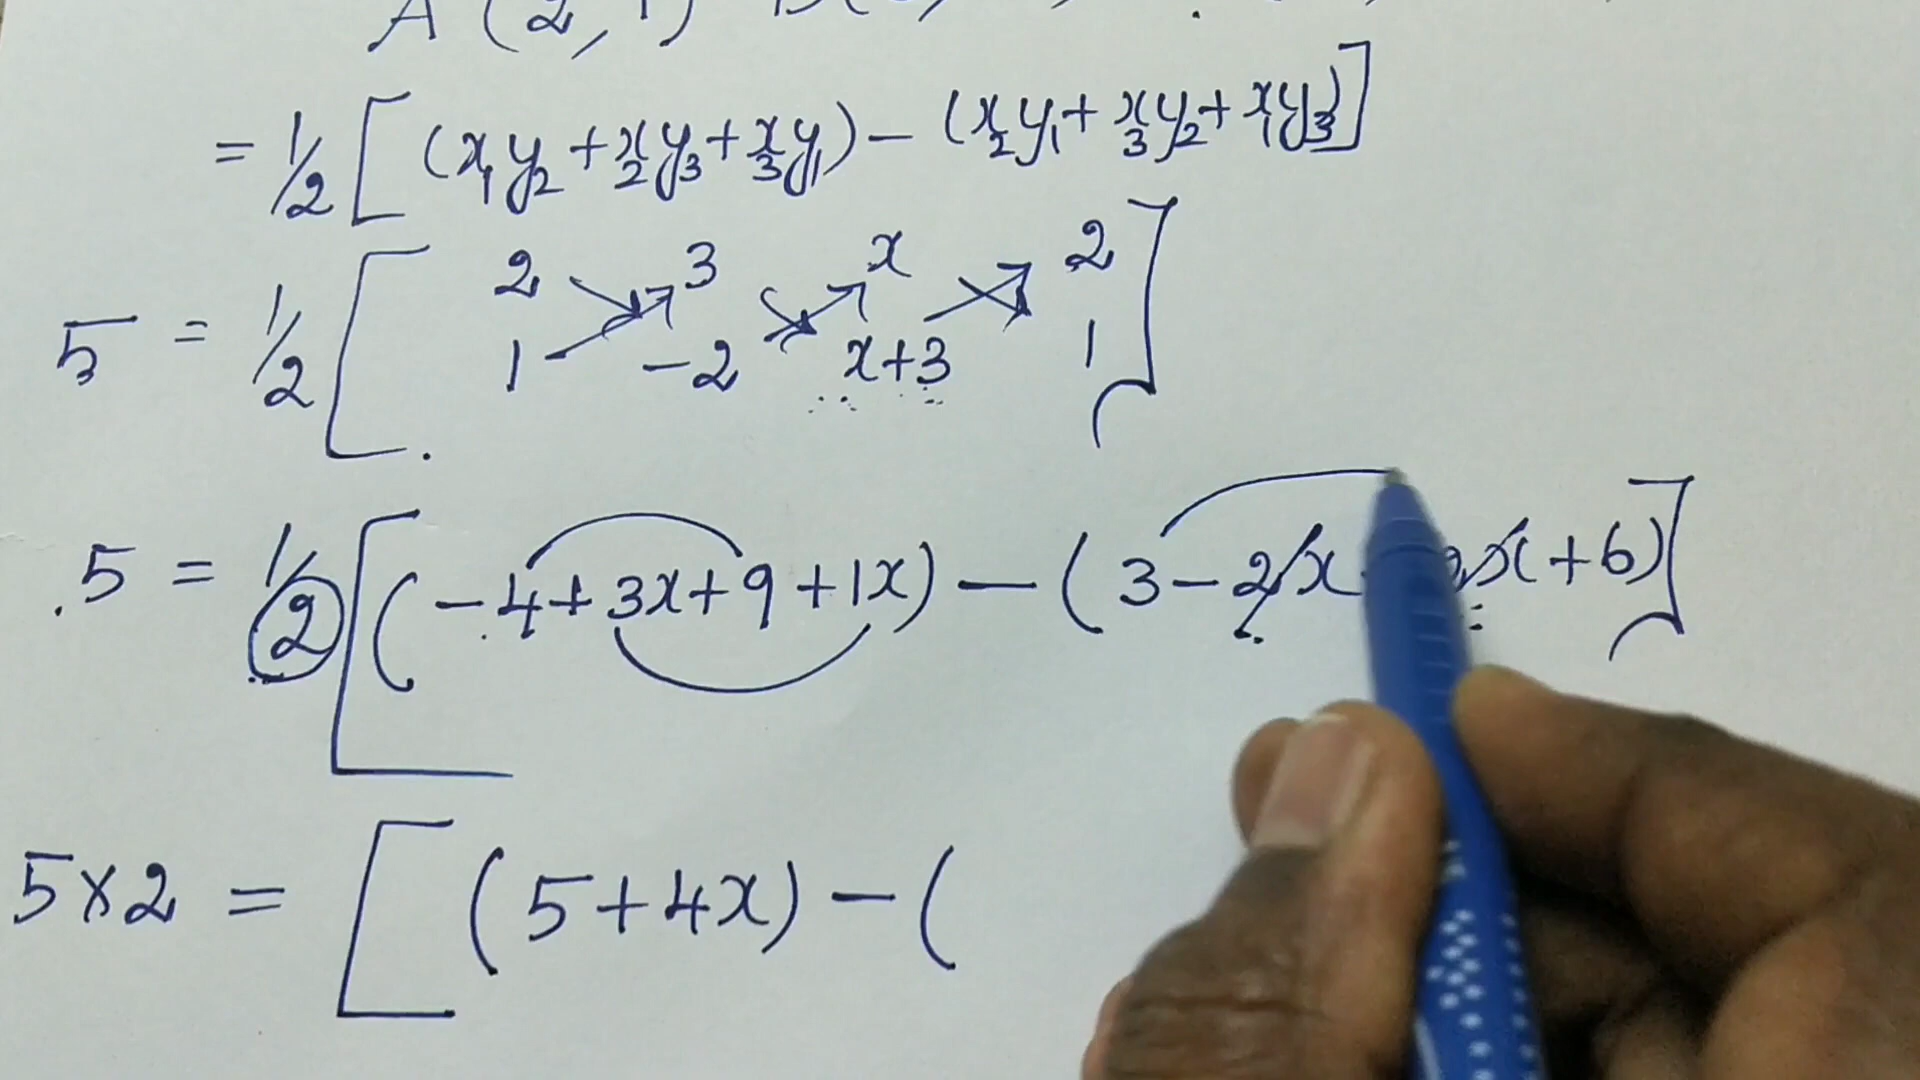 A (2, 1)
= 1/2 [ (x₁y₂ + x₂y₃ + x₃y₁) - (x₂y₁ + x₃y₂ + x₁y₃) ]
2 3 x 2
5 = 1/2 [ ]
1 -2 x+3 1
5 = 1/2 [ (-4 + 3x + 9 + 1x) - (3 - 2x x + 6) ]
5×2 = [ (5 + 4x) - (